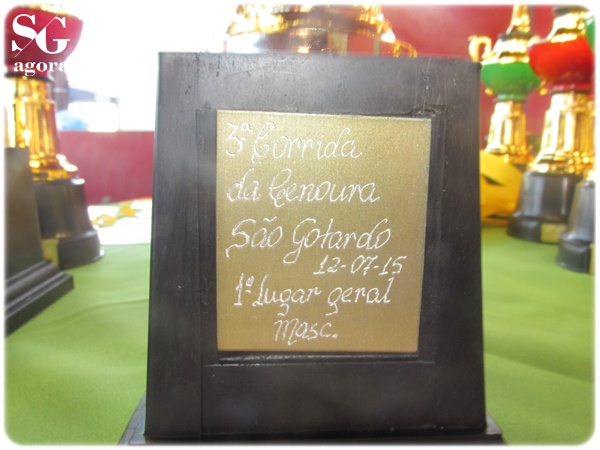 SG
agora
3ª Corrida
da Cenoura
São Gotardo
12-07-15
1º Lugar geral
Masc.